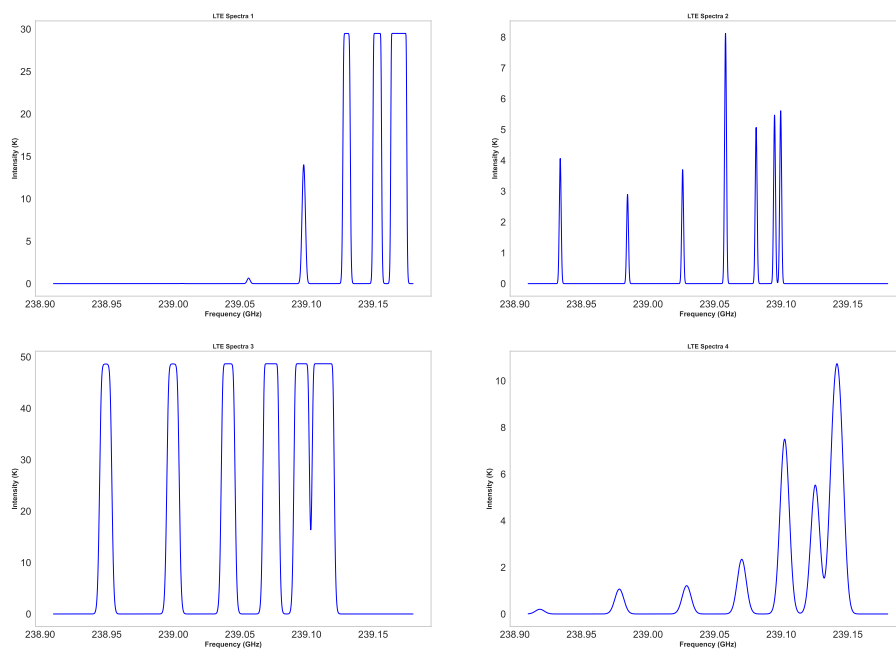 LTE Spectra 1
30
25
20
15
10
5
0
Intensity (K)
238.90 238.95 239.00 239.05 239.10 239.15
Frequency (GHz)
LTE Spectra 2
8
7
6
5
4
3
2
1
0
Intensity (K)
238.90 238.95 239.00 239.05 239.10 239.15
Frequency (GHz)
LTE Spectra 3
50
40
30
20
10
0
Intensity (K)
238.90 238.95 239.00 239.05 239.10 239.15
Frequency (GHz)
LTE Spectra 4
10
8
6
4
2
0
Intensity (K)
238.90 238.95 239.00 239.05 239.10 239.15
Frequency (GHz)